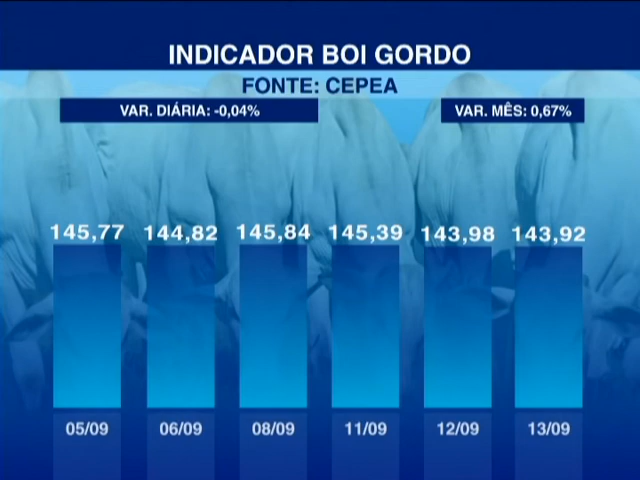 INDICADOR BOI GORDO
FONTE: CEPEA
VAR. DIÁRIA: -0,04% VAR. MÊS: 0,67%
145,77 144,82 145,84 145,39 143,98 143,92
05/09 06/09 08/09 11/09 12/09 13/09